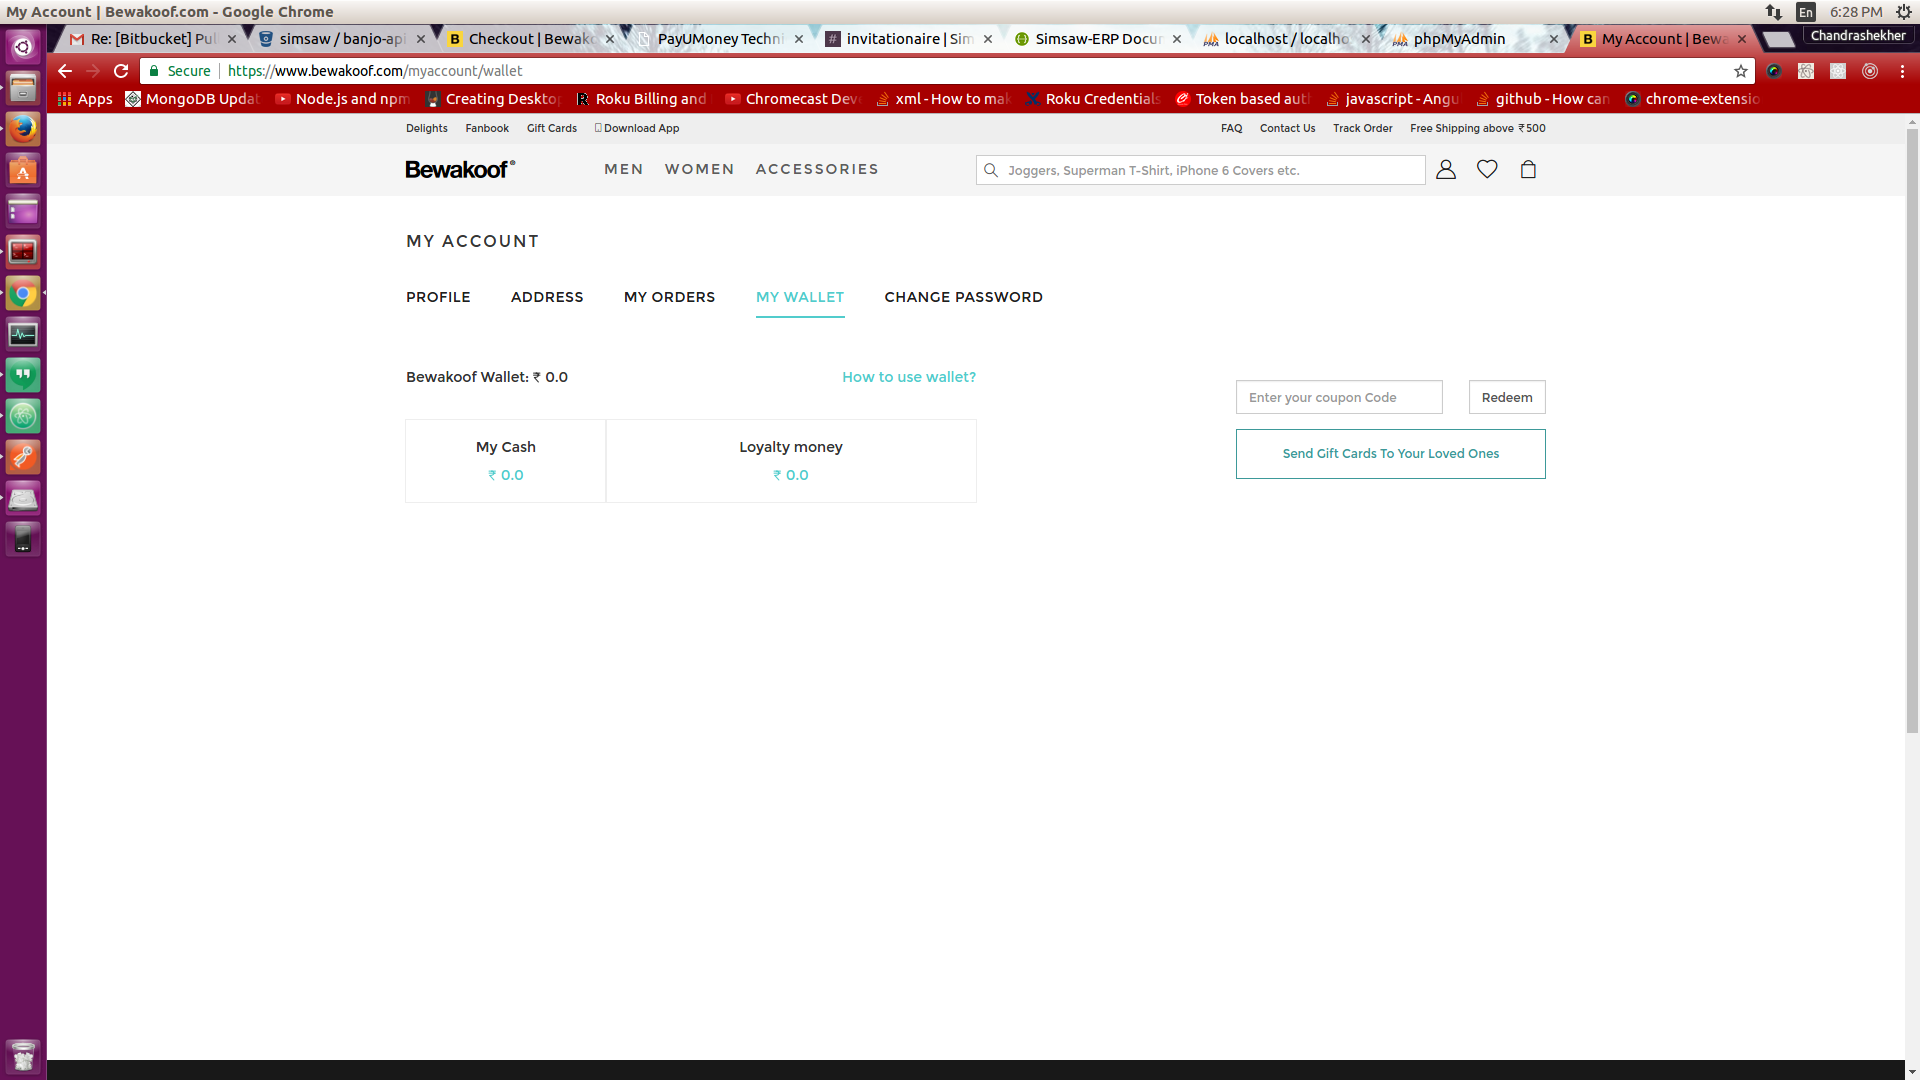 My Account | Bewakoof.com - Google Chrome
En
6:28 PM
Re: [Bitbucket] Pul
simsaw / banjo-api
Checkout | Bewako
PayUMoney Techni
invitationaire | Sim
Simsaw-ERP Docur
localhost / localho
phpMyAdmin
My Account | Bewa
Chandrashekher
Secure
https://www.bewakoof.com/myaccount/wallet
Apps
MongoDB Updat
Node.js and npm
Creating Deskto
Roku Billing and
Chromecast Dev
xml - How to mak
Roku Credentials
Token based aut
javascript - Angu
github - How can
chrome-extensio
Delights
Fanbook
Gift Cards
Download App
FAQ
Contact Us
Track Order
Free Shipping above ₹500
Bewakoof®
MEN
WOMEN
ACCESSORIES
Joggers, Superman T-Shirt, iPhone 6 Covers etc.
MY ACCOUNT
PROFILE
ADDRESS
MY ORDERS
MY WALLET
CHANGE PASSWORD
Bewakoof Wallet: ₹ 0.0
How to use wallet?
Enter your coupon Code
Redeem
My Cash
₹ 0.0
Loyalty money
₹ 0.0
Send Gift Cards To Your Loved Ones